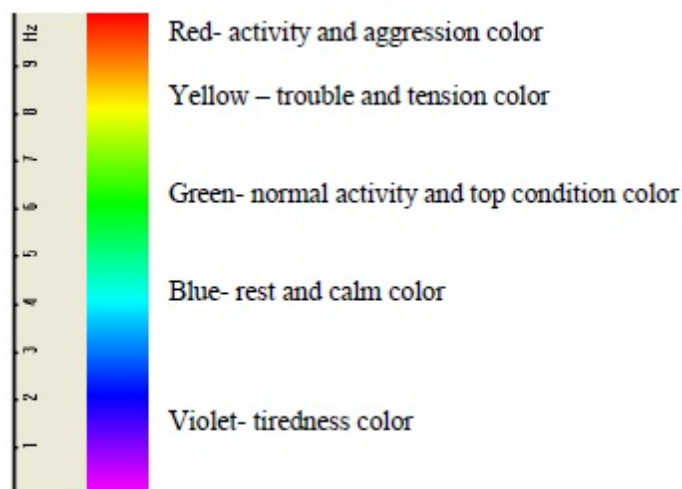 Hz
Red- activity and aggression color
9
Yellow – trouble and tension color
8
7
Green- normal activity and top condition color
6
5
Blue- rest and calm color
4
3
2
Violet- tiredness color
1